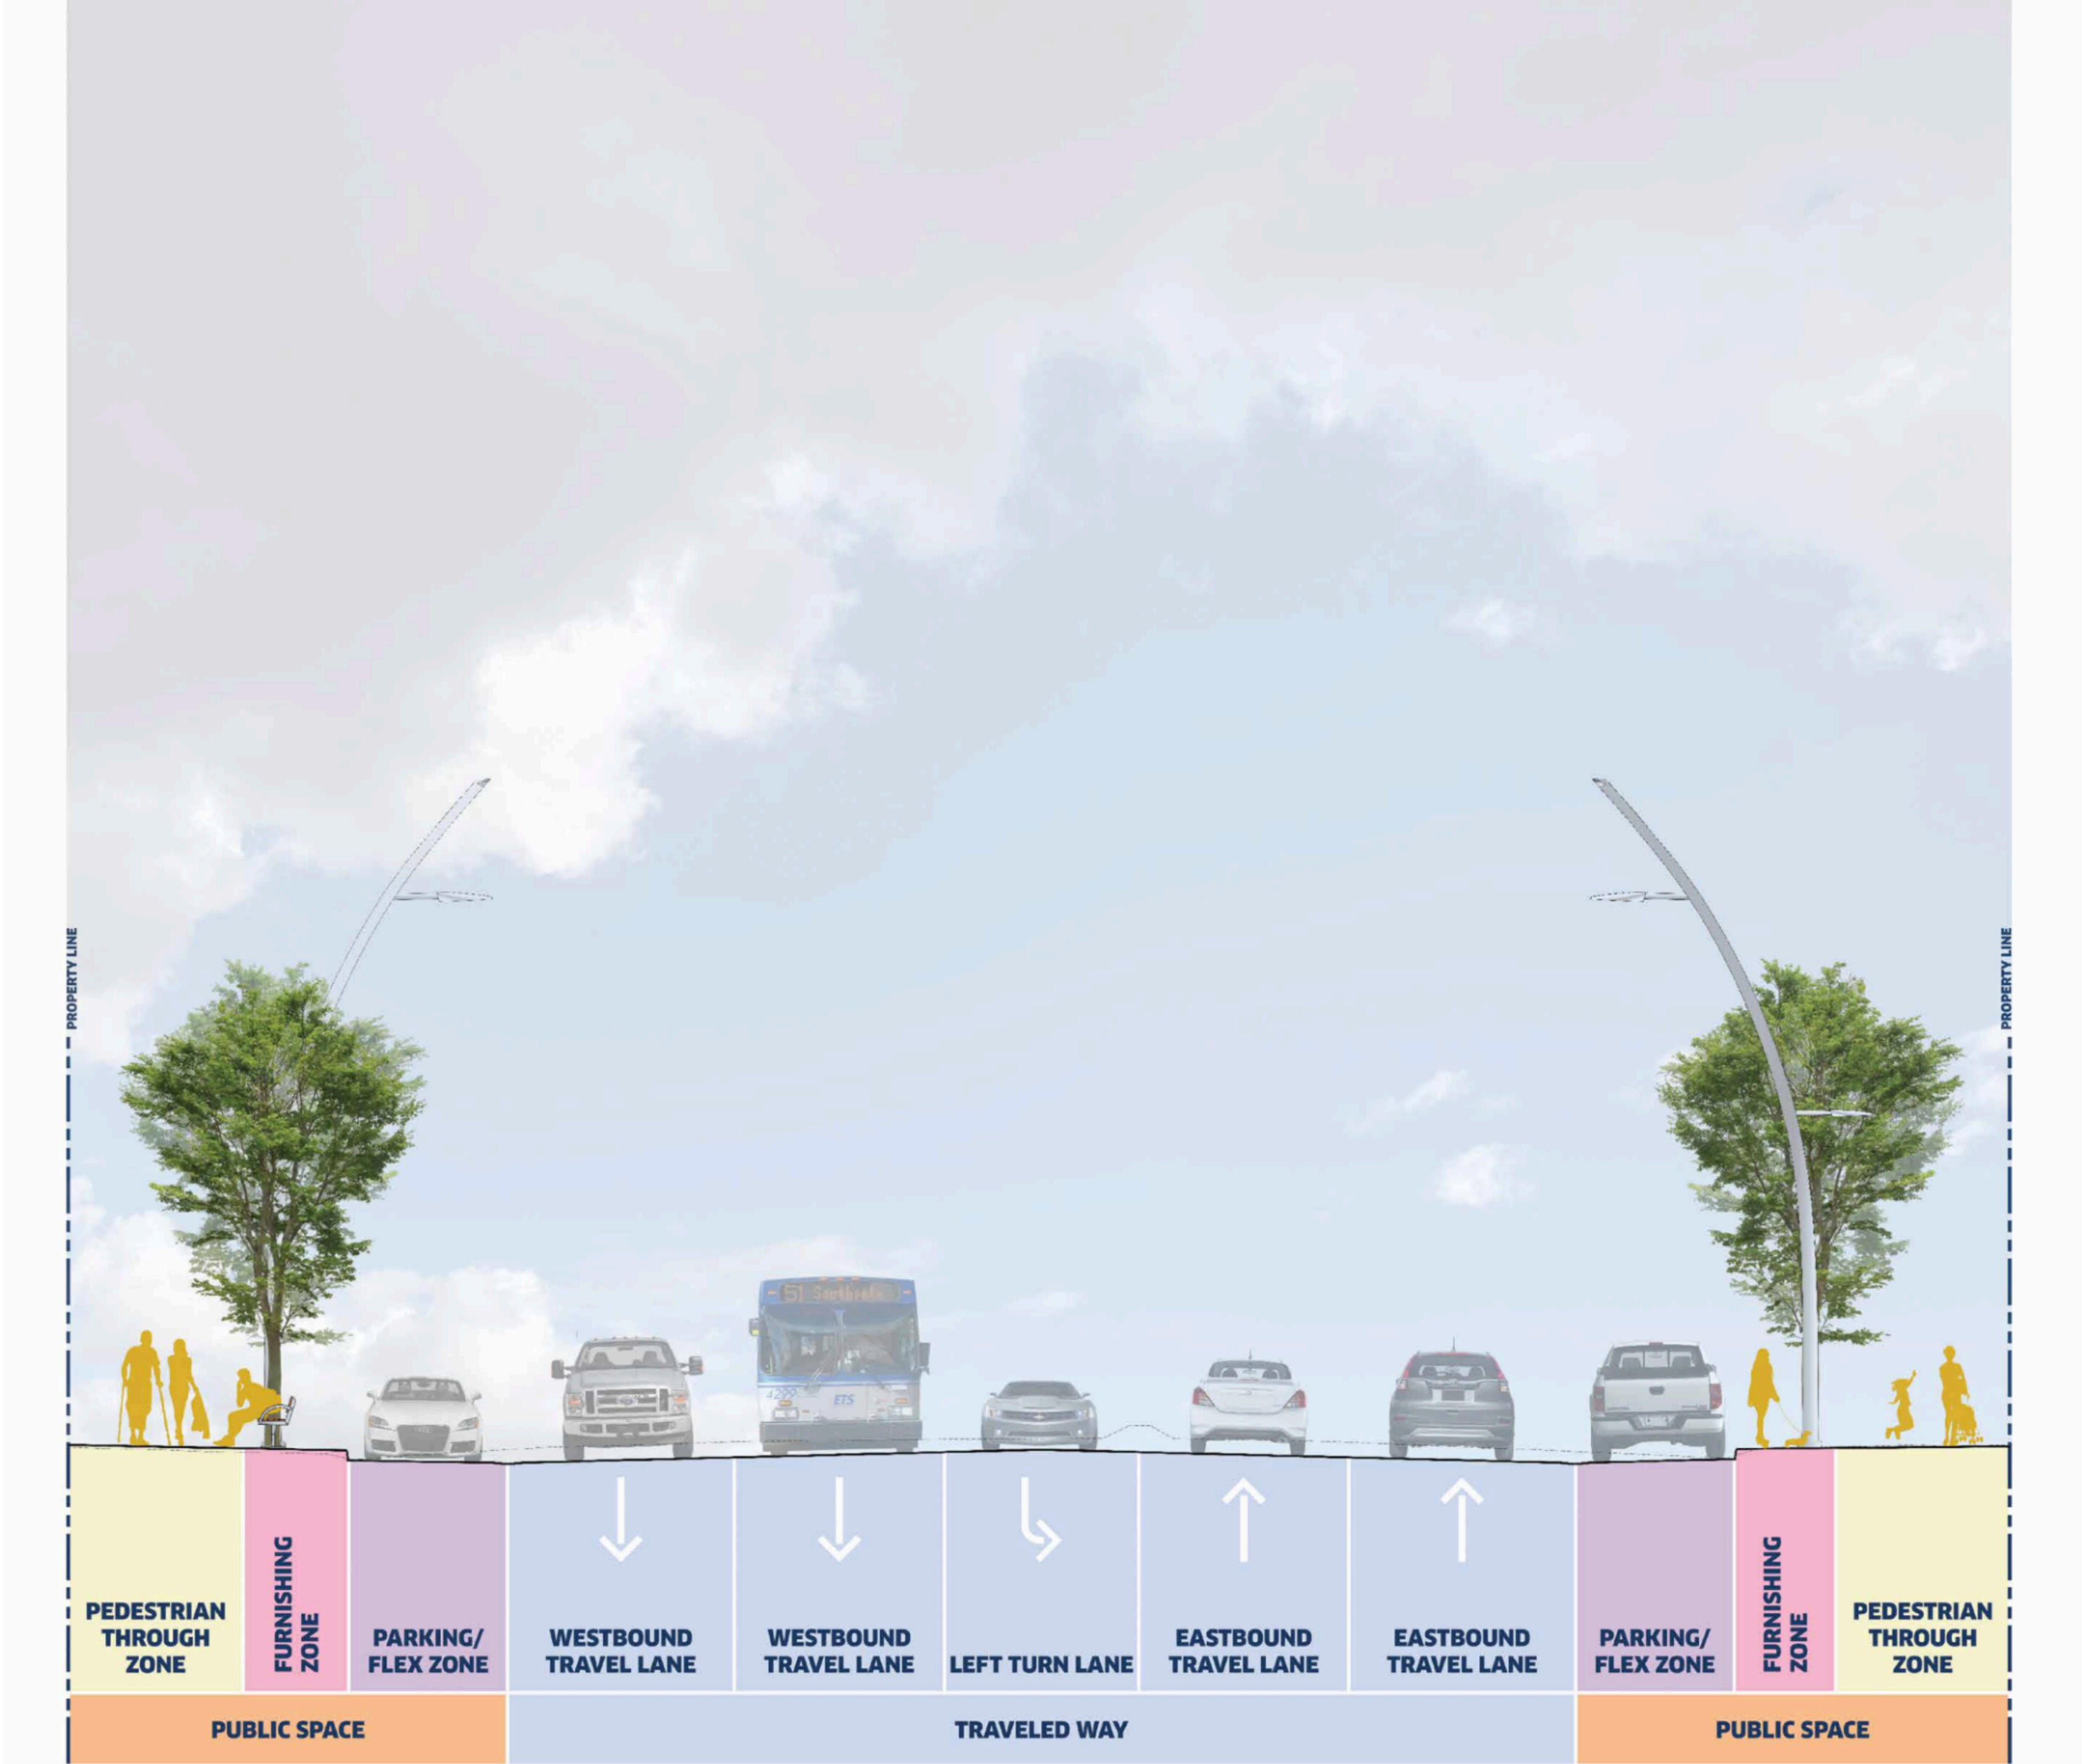 PROPERTY LINE
PROPERTY LINE
51 Southgate
4299
ETS
PEDESTRIAN
THROUGH
ZONE
FURNISHING
ZONE
PARKING/
FLEX ZONE
WESTBOUND
TRAVEL LANE
WESTBOUND
TRAVEL LANE
LEFT TURN LANE
EASTBOUND
TRAVEL LANE
EASTBOUND
TRAVEL LANE
PARKING/
FLEX ZONE
FURNISHING
ZONE
PEDESTRIAN
THROUGH
ZONE
PUBLIC SPACE
TRAVELED WAY
PUBLIC SPACE